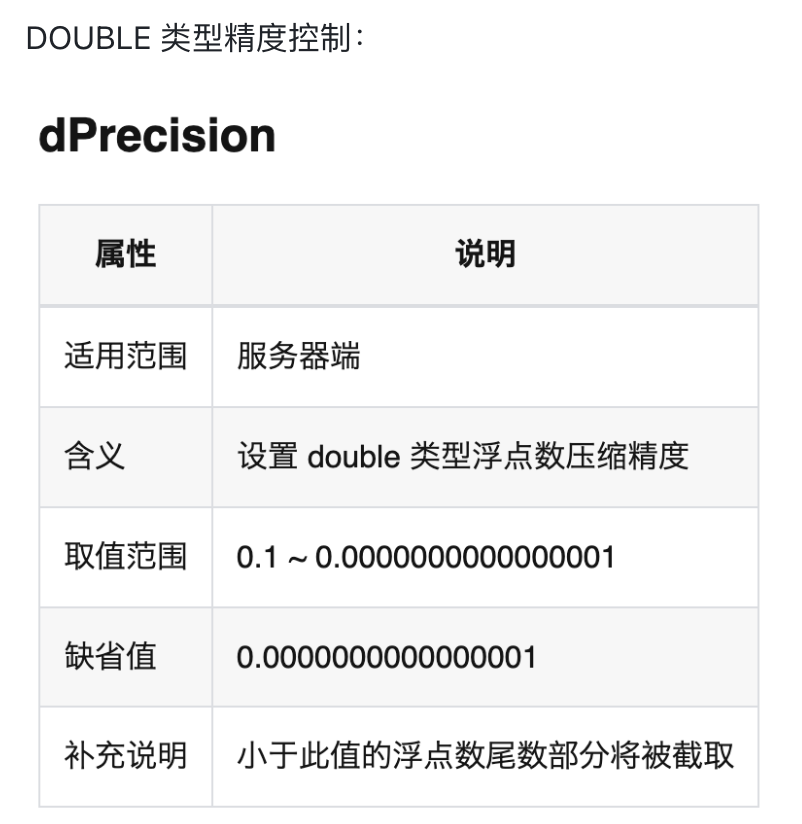 DOUBLE 类型精度控制：
dPrecision
属性 说明
适用范围 服务器端
含义 设置 double 类型浮点数压缩精度
取值范围 0.1 ~ 0.0000000000000001
缺省值 0.0000000000000001
补充说明 小于此值的浮点数尾数部分将被截取